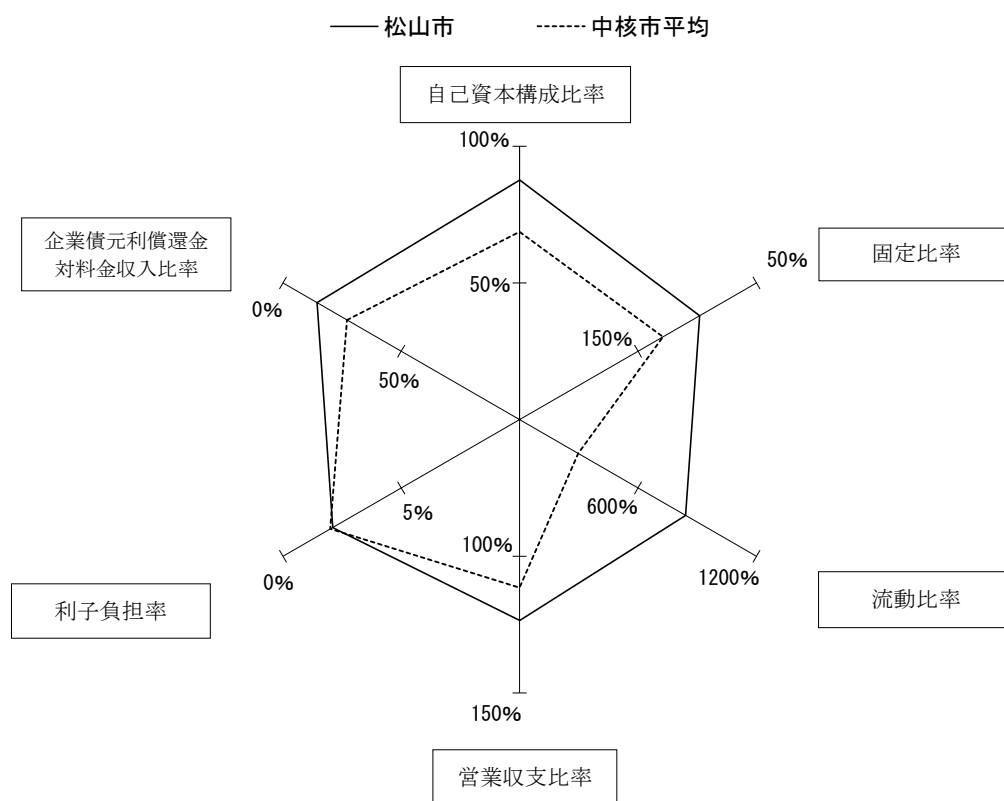 松山市
中核市平均
自己資本構成比率
100%
50%
固定比率
50%
150%
流動比率
600%
1200%
営業収支比率
100%
150%
利子負担率
5%
0%
企業債元利償還金
対料金収入比率
0%
50%